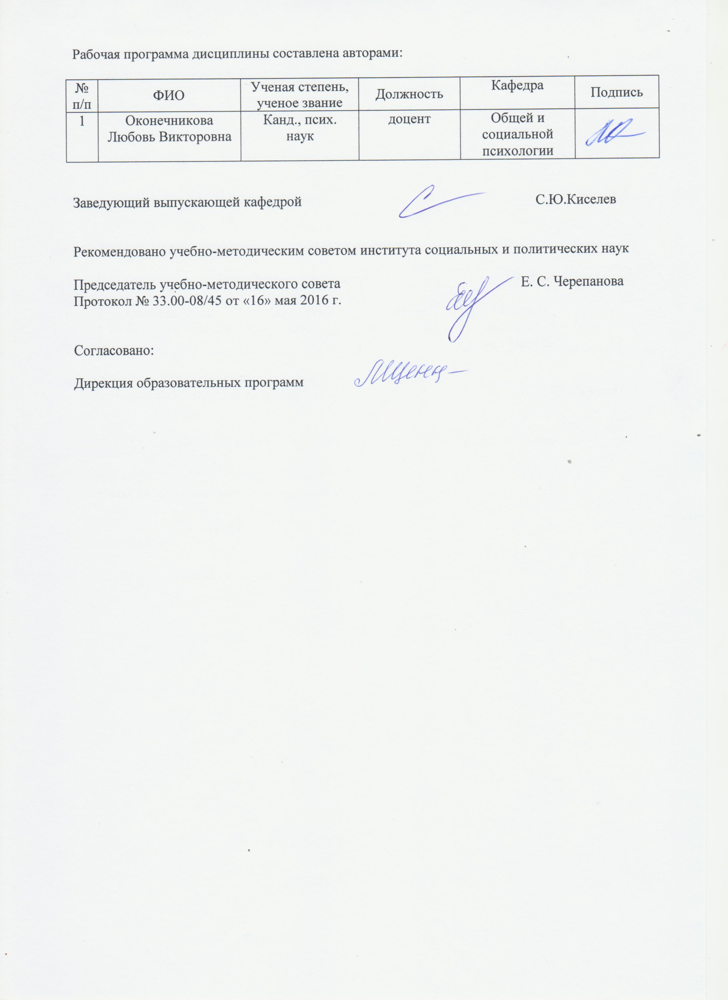 Рабочая программа дисциплины составлена авторами:
№ п/п ФИО Ученая степень, ученое звание Должность Кафедра Подпись
1 Оконечникова Любовь Викторовна Канд., псих. наук доцент Общей и социальной психологии
Заведующий выпускающей кафедрой С.Ю.Киселев
Рекомендовано учебно-методическим советом института социальных и политических наук
Председатель учебно-методического совета Е. С. Черепанова
Протокол № 33.00-08/45 от «16» мая 2016 г.
Согласовано:
Дирекция образовательных программ